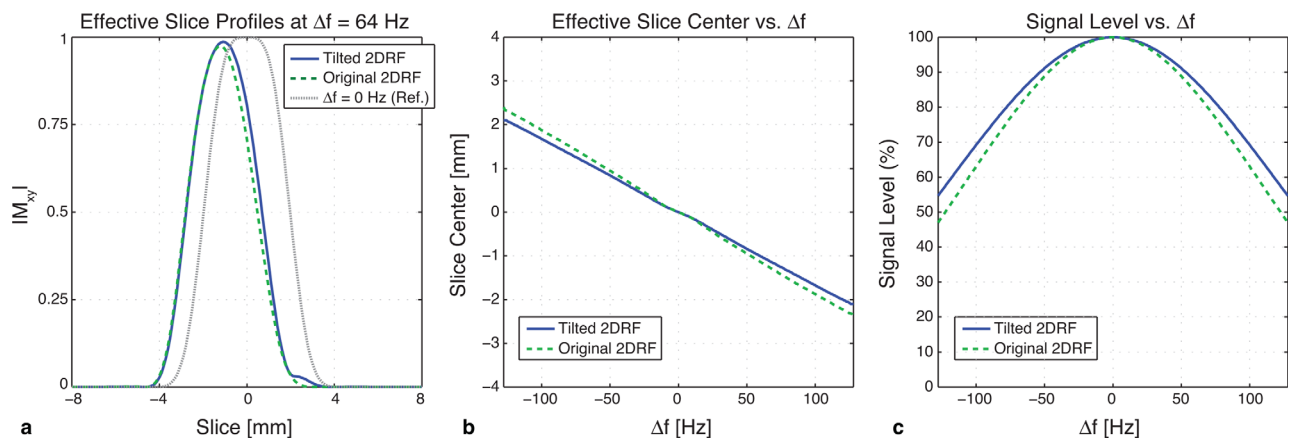 Effective Slice Profiles at Δf = 64 Hz
1
0.75
0.5
0.25
0
|M_xy|
−8
−4
0
4
8
Slice [mm]
Tilted 2DRF
Original 2DRF
Δf = 0 Hz (Ref.)
a
Effective Slice Center vs. Δf
4
3
2
1
0
−1
−2
−3
−4
Slice Center [mm]
−100
−50
0
50
100
Δf [Hz]
Tilted 2DRF
Original 2DRF
b
Signal Level vs. Δf
100
90
80
70
60
50
40
30
20
10
0
Signal Level (%)
−100
−50
0
50
100
Δf [Hz]
Tilted 2DRF
Original 2DRF
c